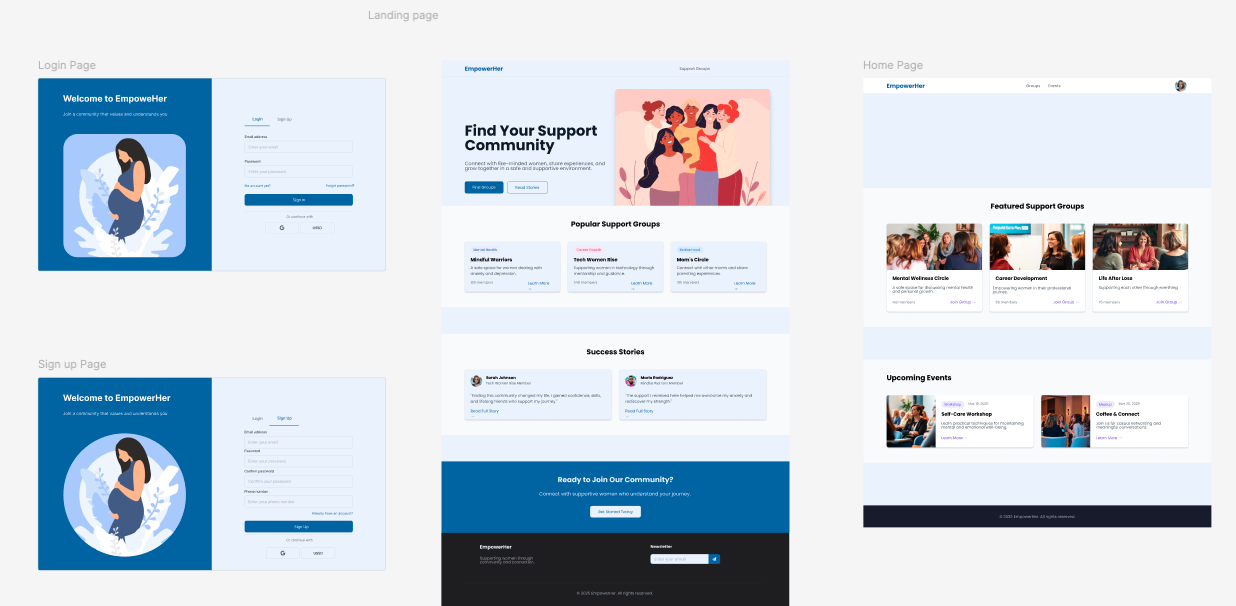 Landing page
Login Page
Welcome to EmpoweHer
Join a community that values and understands you
Login
Sign up
Email address
Enter your email
Password
Enter your password
No account yet?
Forgot password?
Sign in
Or continue with
G
Sign up Page
Welcome to EmpowerHer
Join a community that values and understands you
Login
Sign Up
Email address
Enter your email
Password
Enter your password
Confirm password
Confirm your password
Phone number
Enter your phone number
Already have an account?
Sign Up
Or continue with
G
EmpowerHer
Support Groups
Find Your Support
Community
Connect with like-minded women, share experiences, and
grow together in a safe and supportive environment.
Find Groups
Read Stories
Popular Support Groups
Mental Health
Mindful Warriors
A safe space for women dealing with
anxiety and depression.
members
Learn More
→
Career Growth
Tech Women Rise
Supporting women in technology through
mentorship and guidance.
members
Learn More
→
Motherhood
Mom's Circle
Connect with other moms and share
parenting experiences.
members
Learn More
→
Success Stories
Sarah Johnson
Tech Women Rise Member
"Finding this community changed my life. I gained confidence, skills,
and lifelong friends who support my journey."
Read Full Story
Maria Rodriguez
Mindful Warriors Member
"The support I received here helped me overcome my anxiety and
rediscover my strength."
Read Full Story
Ready to Join Our Community?
Connect with supportive women who understand your journey.
Get Started Today
EmpowerHer
Supporting women through
community and connection.
Newsletter
Enter your email
© 2025 EmpowerHer. All rights reserved.
Home Page
EmpowerHer
Groups
Events
Featured Support Groups
Mental Wellness Circle
A safe space for discussing mental health
and personal growth.
members
Join Group →
Career Development
Empowering women in their professional
journey.
members
Join Group →
Life After Loss
Supporting each other through
members
Join Group →
Upcoming Events
Workshop
Mar 15, 2025
Self-Care Workshop
Learn practical techniques for maintaining
mental and emotional well-being.
Learn More →
Meetup
2025
Coffee & Connect
Join us for casual networking and
meaningful conversations.
Learn More →
© 2025 EmpowerHer. All rights reserved.